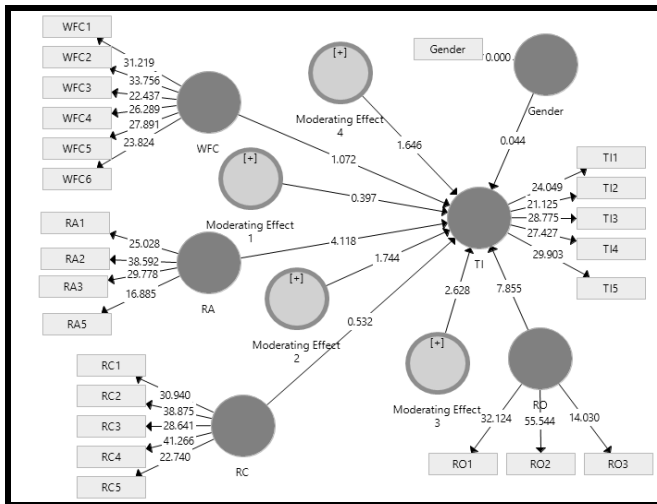 WFC1
WFC2
WFC3
WFC4
WFC5
WFC6
31.219
33.756
22.437
26.289
27.891
23.824
WFC
[+]
Moderating Effect
4
1.646
Gender
0.000
Gender
0.044
1.072
[+]
Moderating Effect
1
0.397
TI1
TI2
TI3
TI4
TI5
24.049
21.125
28.775
27.427
29.903
TI
RA1
RA2
RA3
RA5
25.028
38.592
29.778
16.885
RA
4.118
[+]
Moderating Effect
2
1.744
0.532
[+]
Moderating Effect
3
2.628
7.855
RO
32.124
55.544
14.030
RO1
RO2
RO3
RC1
RC2
RC3
RC4
RC5
30.940
38.875
28.641
41.266
22.740
RC